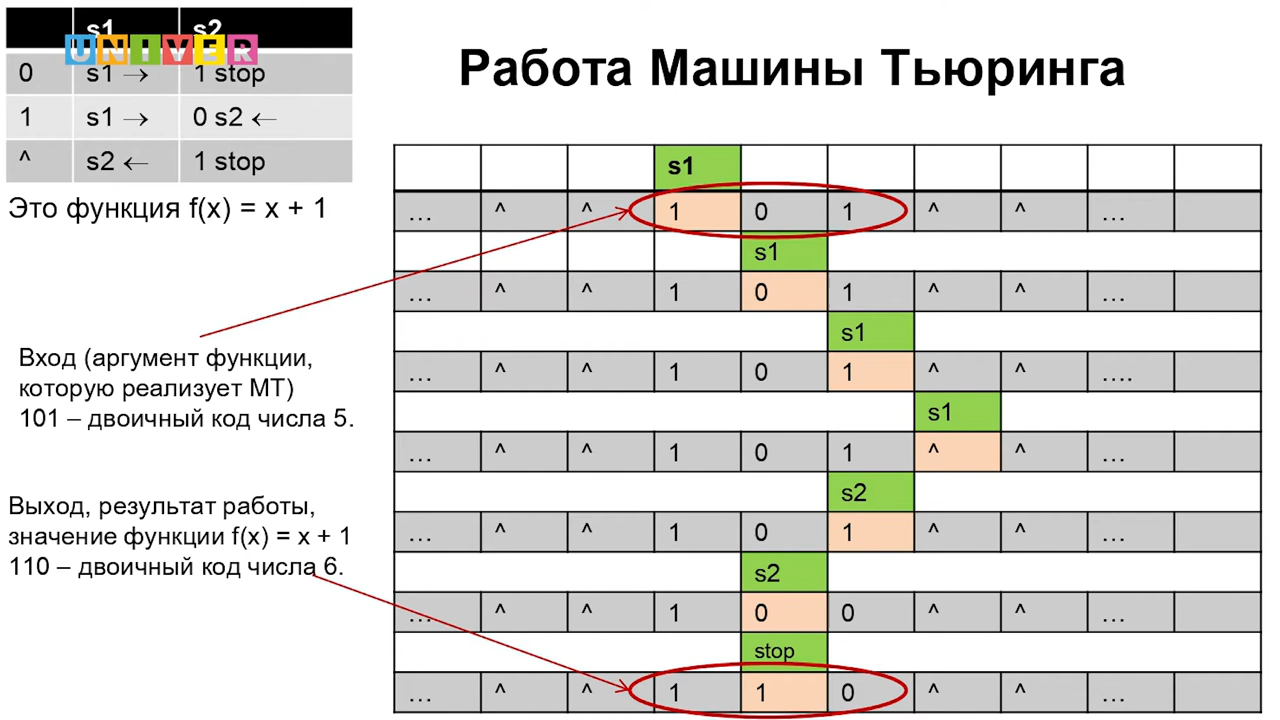 s1 s2
UNIVER
0 s1 → 1 stop
1 s1 → 0 s2 ←
^ s2 ← 1 stop
Это функция f(x) = x + 1
Работа Машины Тьюринга
s1
... ^ ^ 1 0 1 ^ ^ ...
s1
... ^ ^ 1 0 1 ^ ^ ...
s1
... ^ ^ 1 0 1 ^ ^ ....
s1
... ^ ^ 1 0 1 ^ ^ ...
s2
... ^ ^ 1 0 1 ^ ^ ...
s2
... ^ ^ 1 0 0 ^ ^ ...
stop
... ^ ^ 1 1 0 ^ ^ ...
Вход (аргумент функции,
которую реализует МТ)
101 – двоичный код числа 5.
Выход, результат работы,
значение функции f(x) = x + 1
110 – двоичный код числа 6.